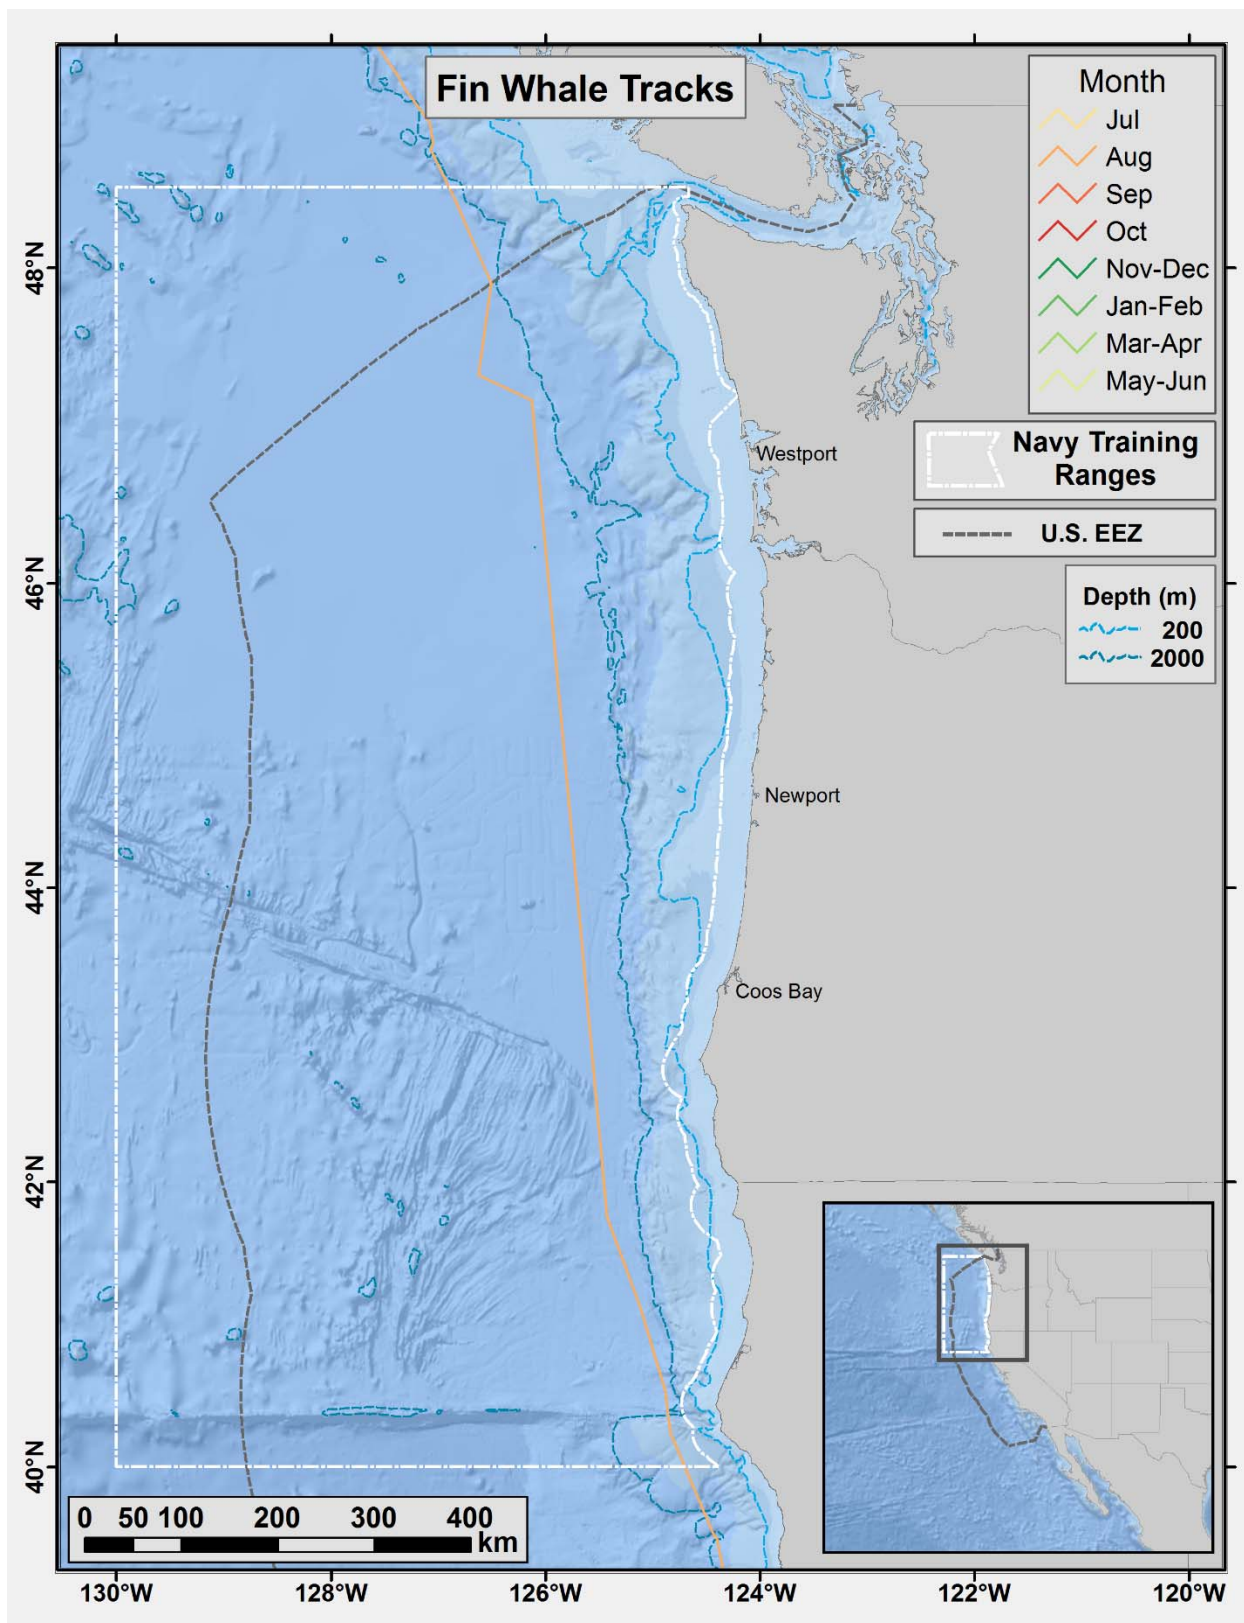 Fin Whale Tracks
Month
Jul
Aug
Sep
Oct
Nov-Dec
Jan-Feb
Mar-Apr
May-Jun
Navy Training
Ranges
U.S. EEZ
Depth (m)
200
2000
Westport
Newport
Coos Bay
48°N
46°N
44°N
42°N
40°N
0 50 100 200 300 400
km
130°W 128°W 126°W 124°W 122°W 120°W